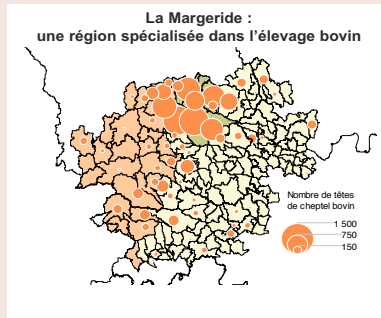 La Margeride :
une région spécialisée dans l'élevage bovin
Nombre de têtes
de cheptel bovin
1 500
750
150